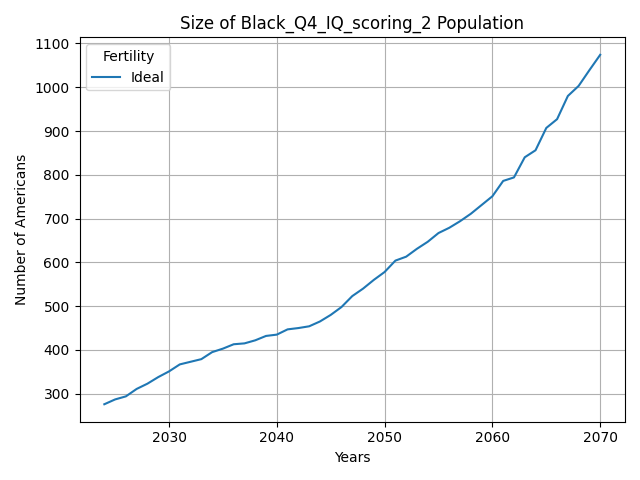 Size of Black_Q4_IQ_scoring_2 Population
Fertility
Ideal
Number of Americans
1100
1000
900
800
700
600
500
400
300
2030 2040 2050 2060 2070
Years